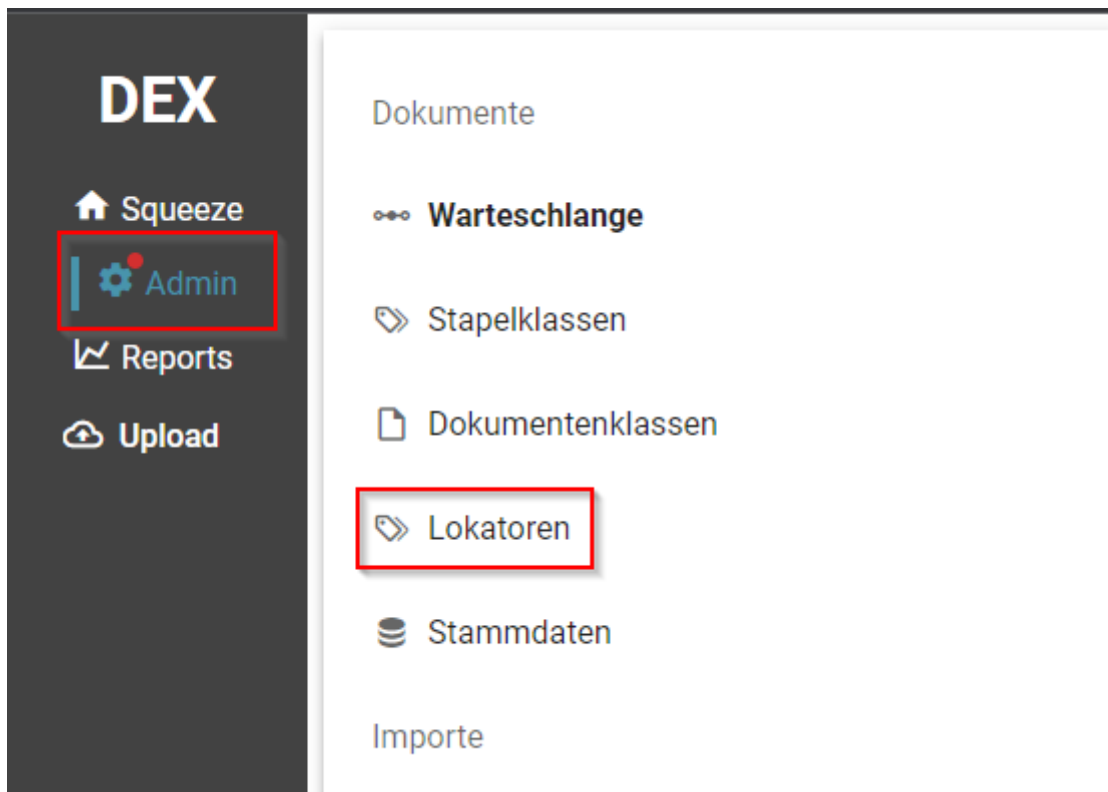 DEX
Squeeze
Admin
Reports
Upload
Dokumente
Warteschlange
Stapelklassen
Dokumentenklassen
Lokatoren
Stammdaten
Importe